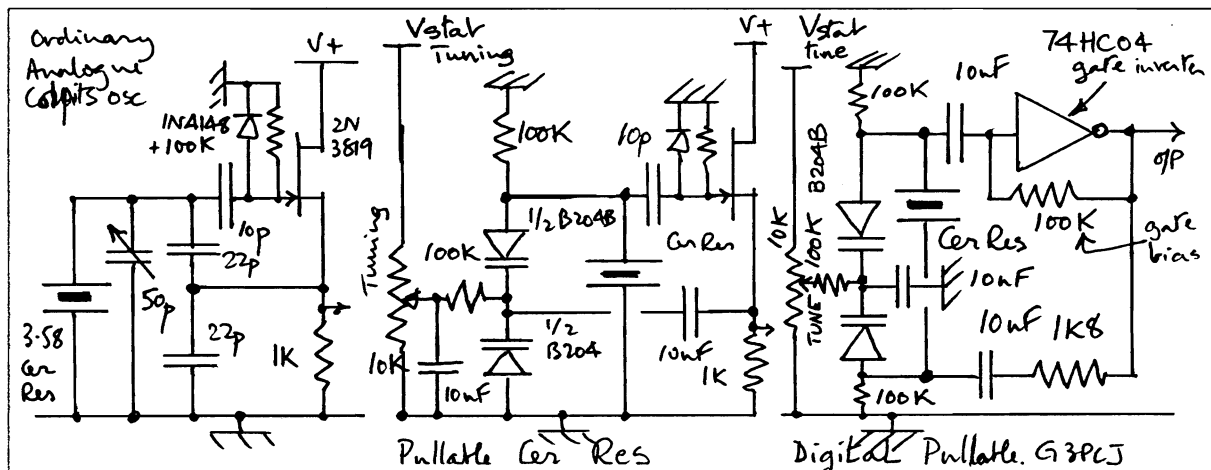 Ordinary
Analogue
Colpits osc
V+
1N4148
+100K
2N
3819
10p
22p
50p
22p
3.58
Cer
Res
1K
Vstat
Tuning
V+
100K
10p
1/2 B204B
100K
Tuning
Cer Res
1/2
B204
10K
10nF
10nF
1K
Pullable Cer Res
Vstat
tune
74HC04
gate inverter
10nF
100K
B204B
O/P
100K
10K
100K
Cer Res
gate
bias
10nF
TUNE
10nF
1K8
100K
Digital Pullable. G3PCJ